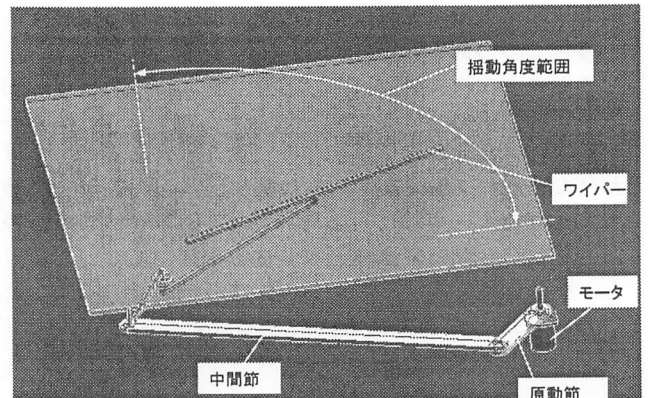 揺動角度範囲
ワイパー
モータ
中間節
原動節